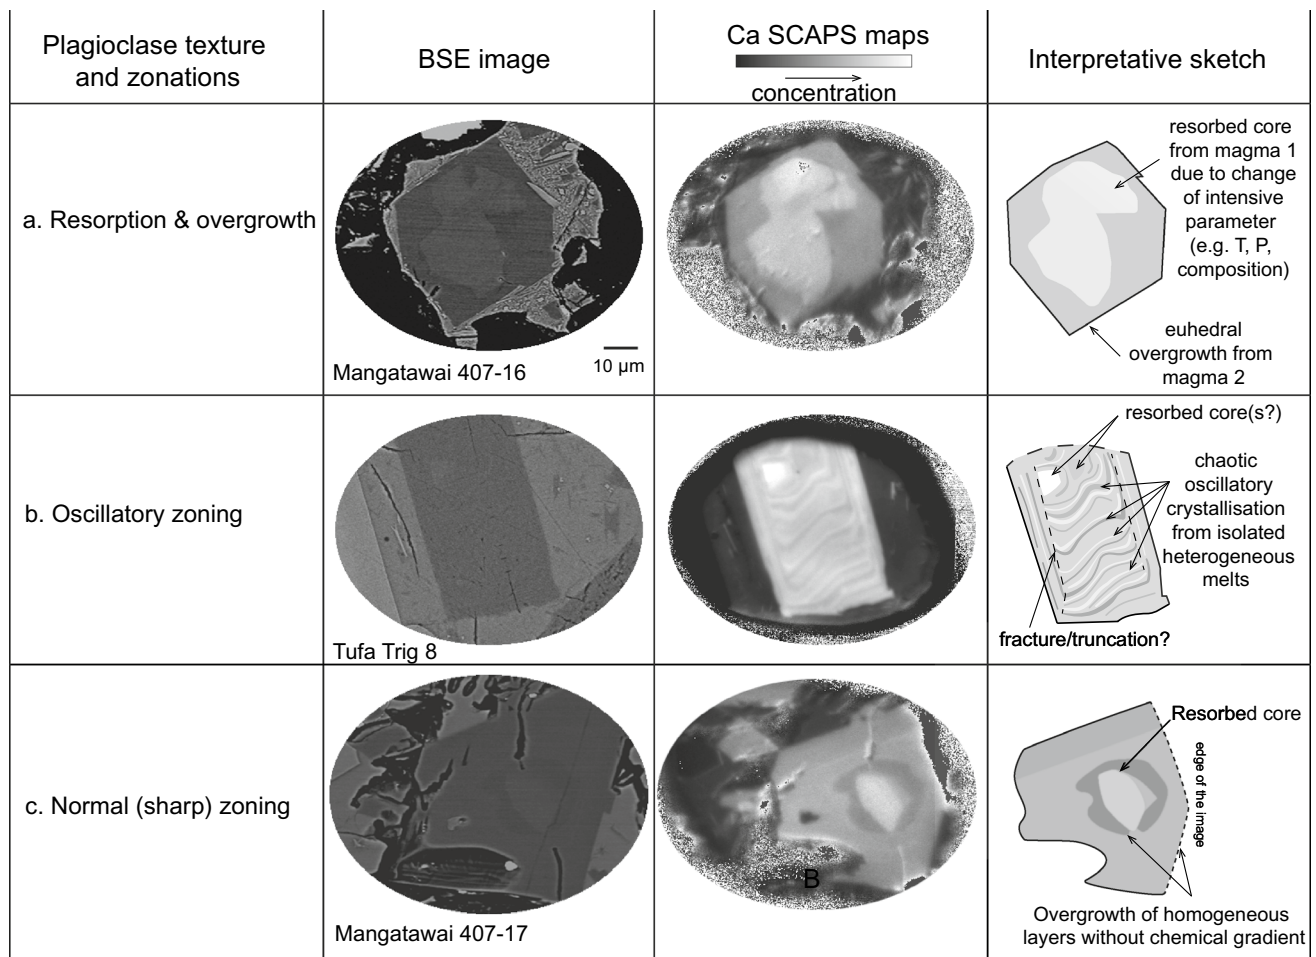 Plagioclase texture
and zonations
BSE image
Ca SCAPS maps
concentration
Interpretative sketch
a. Resorption & overgrowth
Mangatawai 407-16
10 µm
resorbed core
from magma 1
due to change
of intensive
parameter
(e.g. T, P,
composition)
euhedral
overgrowth from
magma 2
b. Oscillatory zoning
Tufa Trig 8
resorbed core(s?)
chaotic
oscillatory
crystallisation
from isolated
heterogeneous
melts
fracture/truncation?
c. Normal (sharp) zoning
Mangatawai 407-17
B
Resorbed core
edge of the image
Overgrowth of homogeneous
layers without chemical gradient